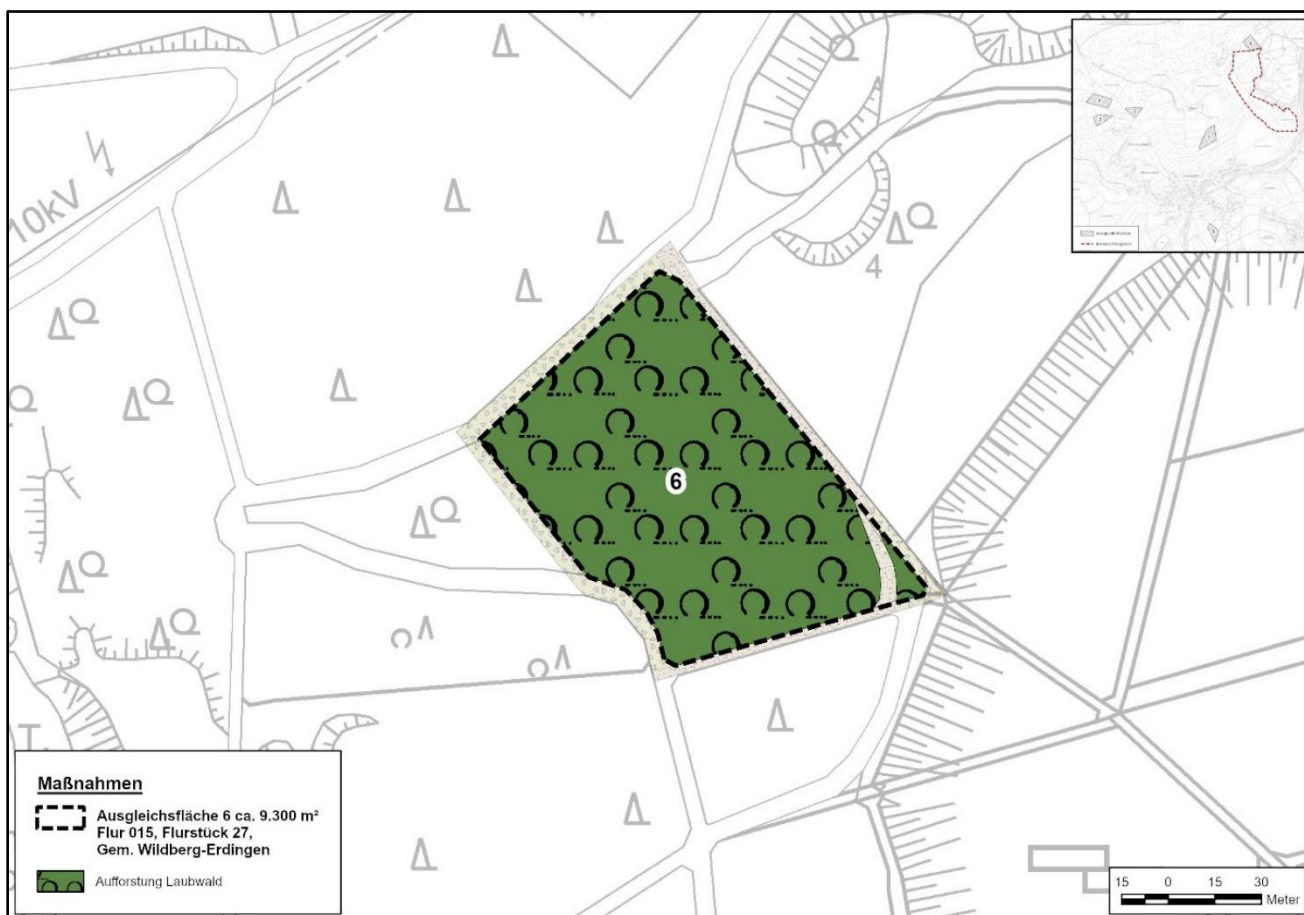 10kV
4
6
T.
Maßnahmen
Ausgleichsfläche 6 ca. 9.300 m²
Flur 015, Flurstück 27,
Gem. Wildberg-Erdingen
Aufforstung Laubwald
15 0 15 30
Meter